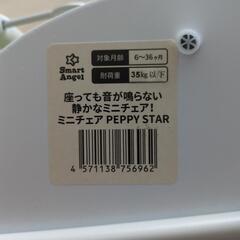 Smart Angel
対象月齢 6〜36ヶ月
耐荷重 35kg以下
座っても音が鳴らない
静かなミニチェア！
ミニチェア PEPPY STAR
4 571138 756962